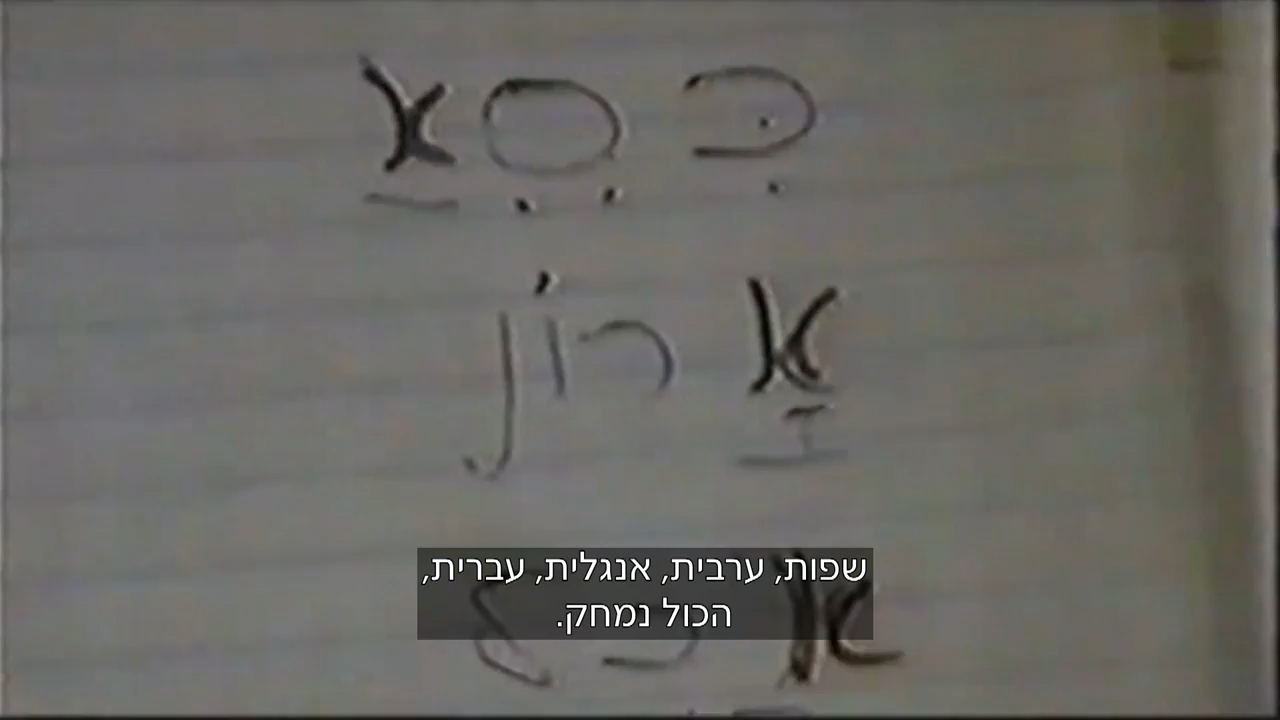 כִּסֵא
אָרוֹן
שפות, ערבית, אנגלית, עברית,
הכול נמחק.